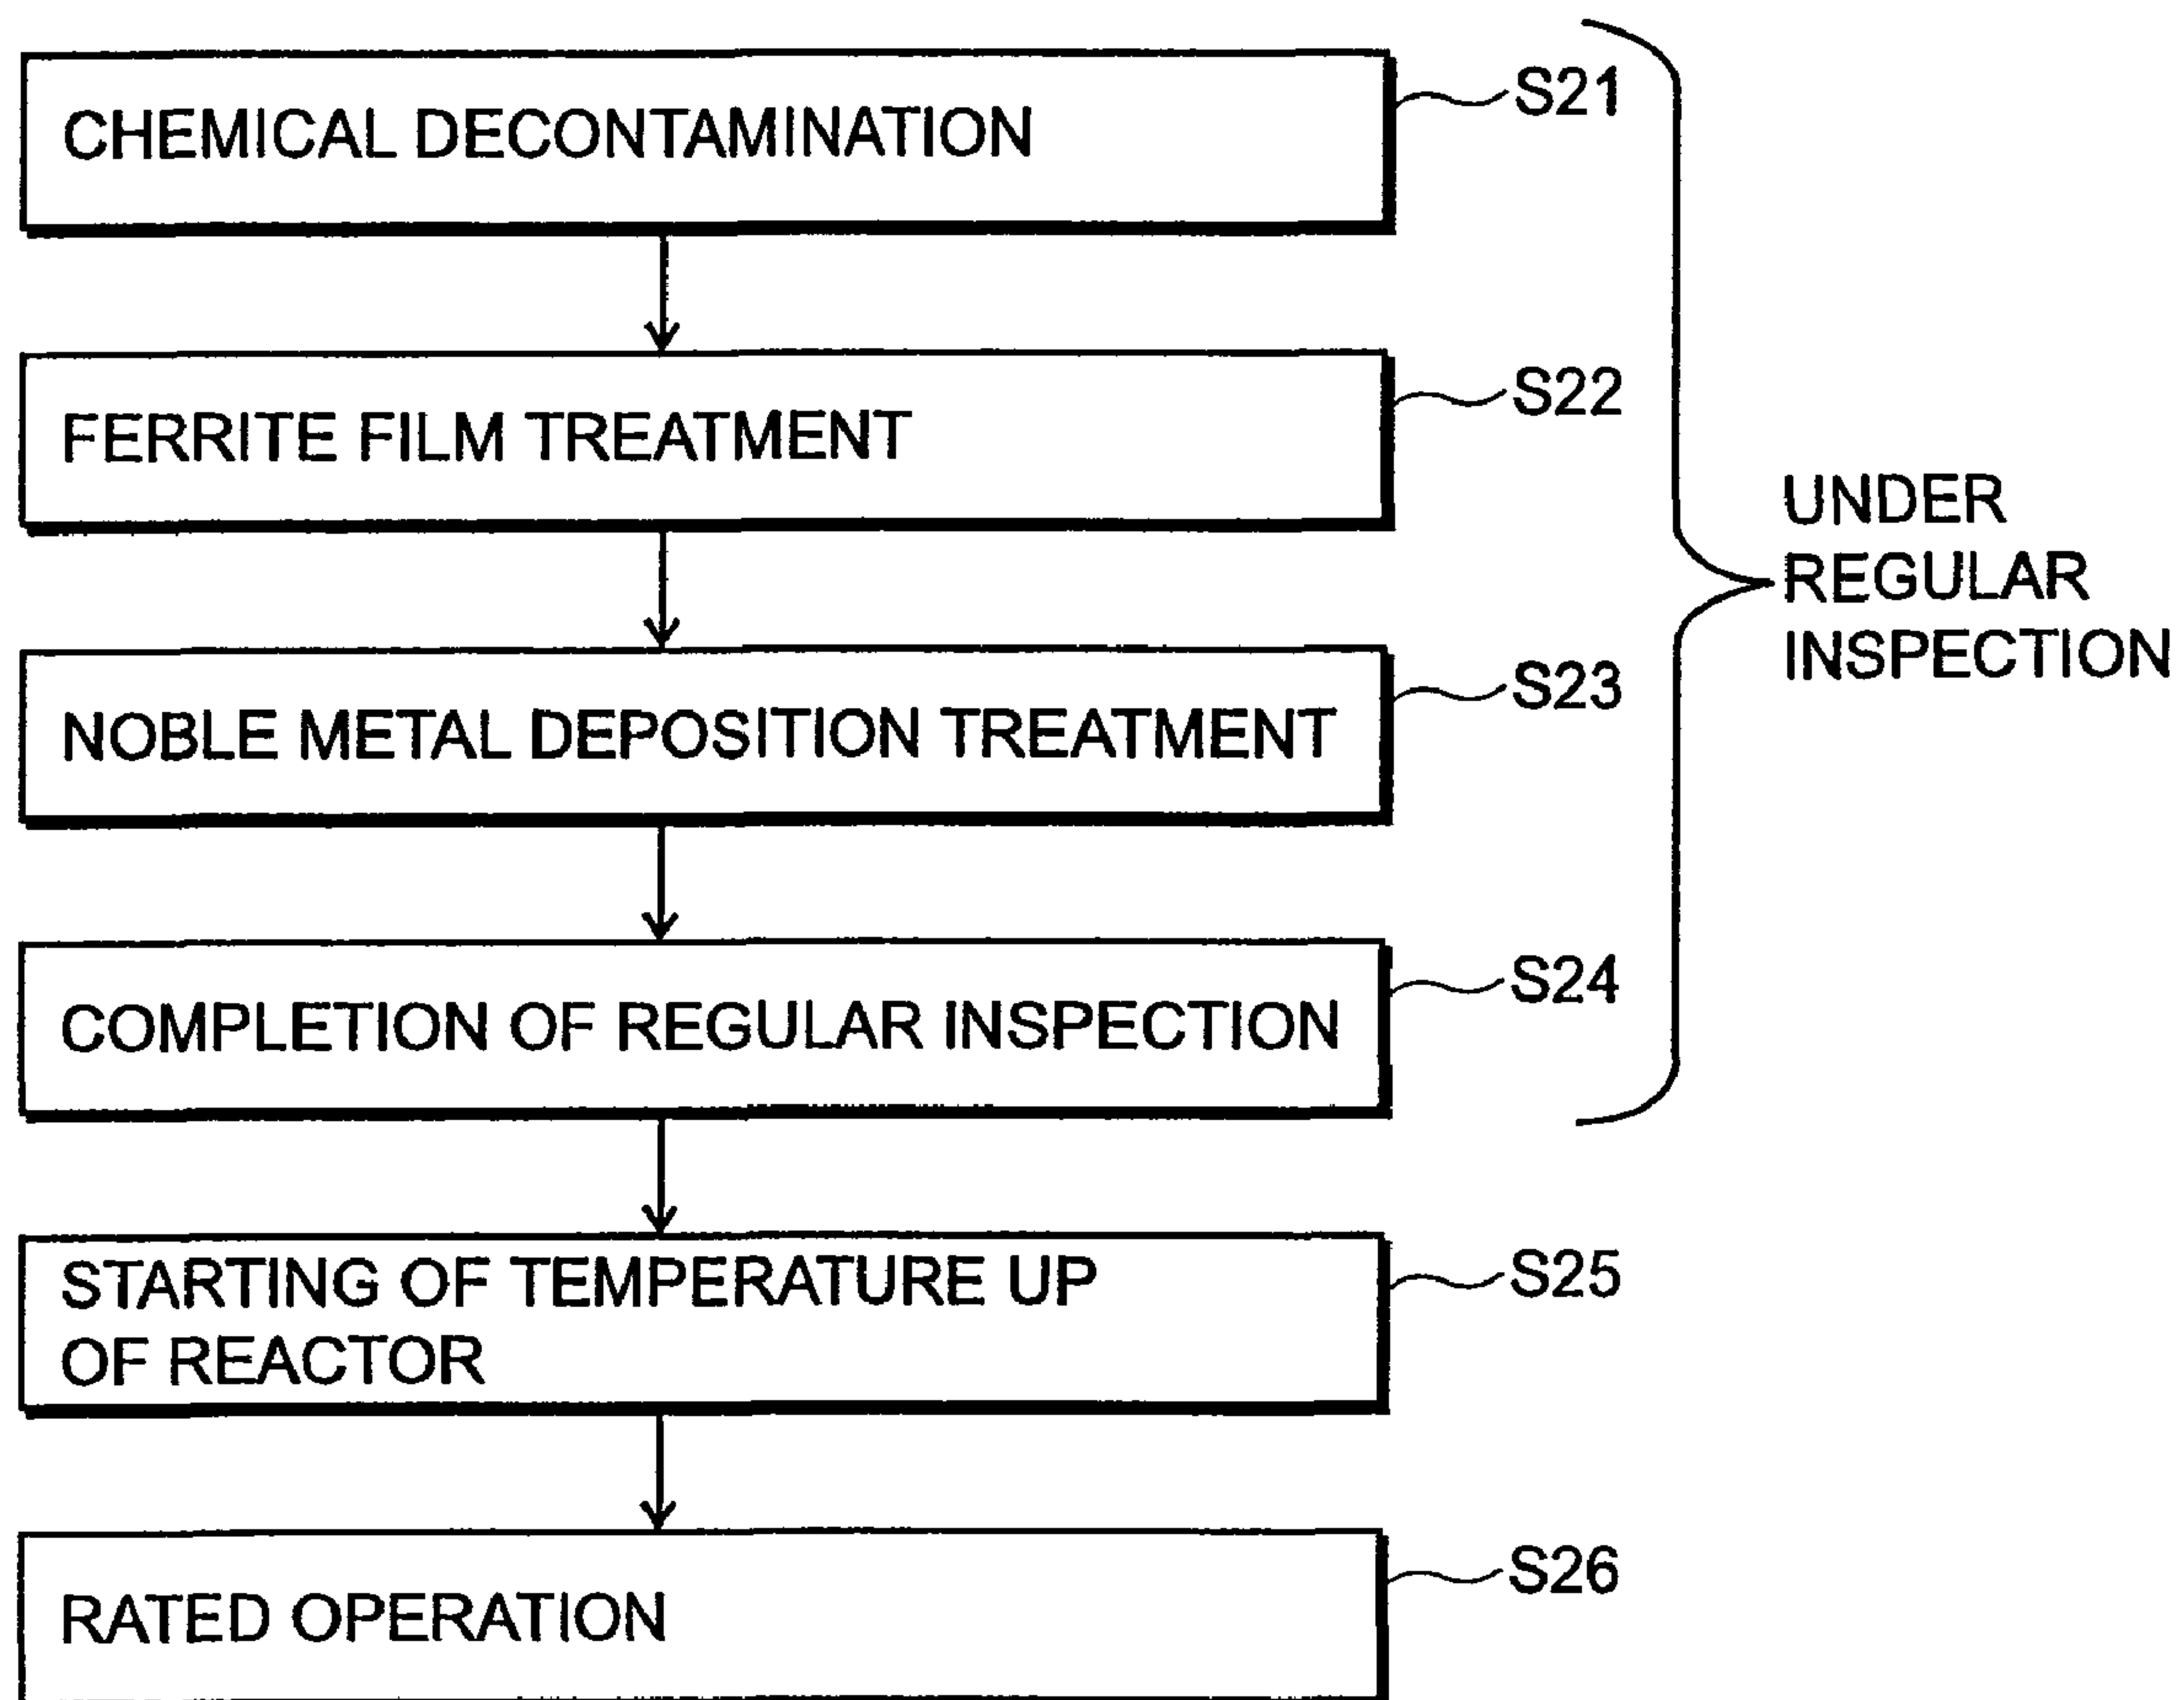 CHEMICAL DECONTAMINATION
S21
FERRITE FILM TREATMENT
S22
NOBLE METAL DEPOSITION TREATMENT
S23
COMPLETION OF REGULAR INSPECTION
S24
STARTING OF TEMPERATURE UP
OF REACTOR
S25
RATED OPERATION
S26
UNDER
REGULAR
INSPECTION